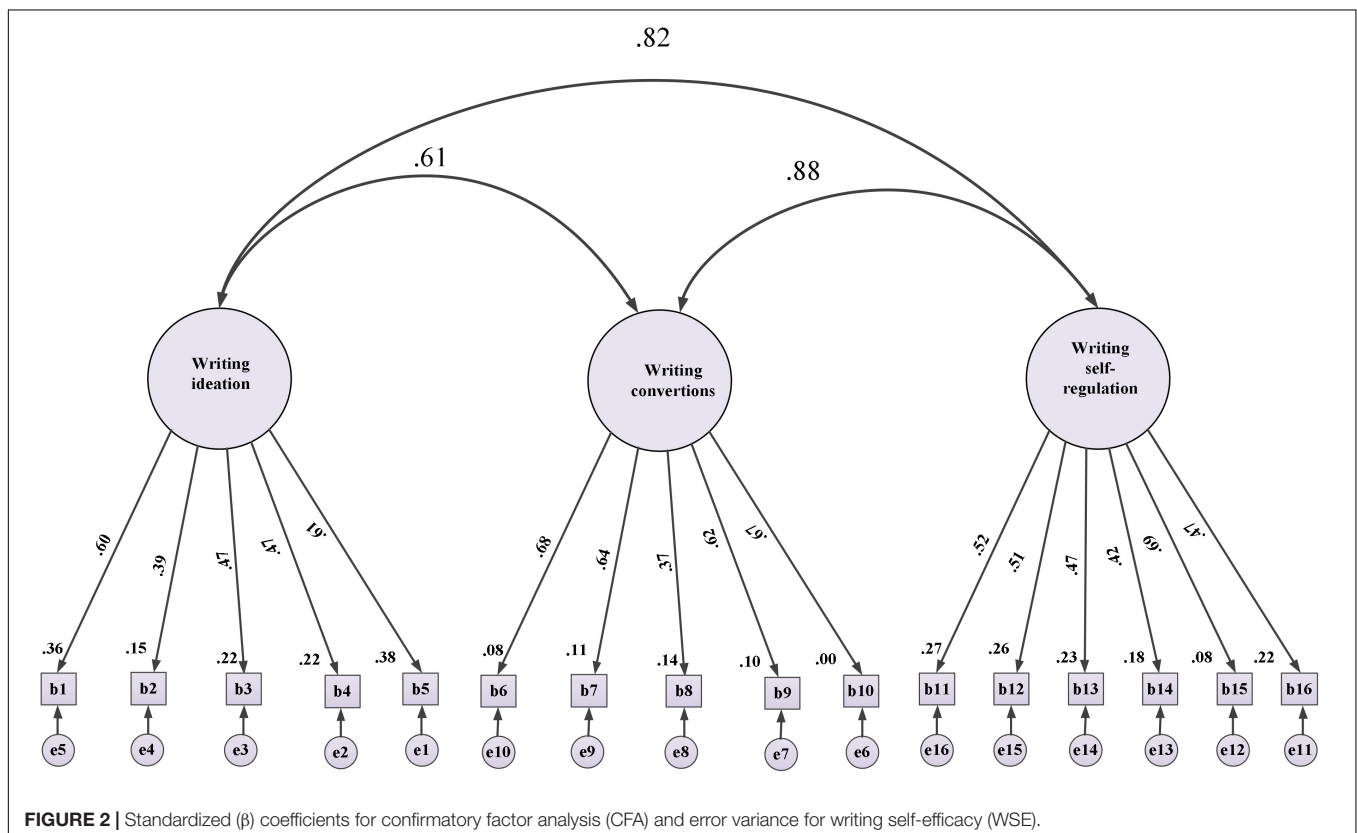 .82
.61
.88
Writing
ideation
Writing
convertions
Writing
self-
regulation
.60
.39
.47
.47
.61
.68
.64
.37
.62
.67
.52
.51
.47
.42
.69
.47
.36
.15
.22
.22
.38
.08
.11
.14
.10
.00
.27
.26
.23
.18
.08
.22
b1
b2
b3
b4
b5
b6
b7
b8
b9
b10
b11
b12
b13
b14
b15
b16
e5
e4
e3
e2
e1
e10
e9
e8
e7
e6
e16
e15
e14
e13
e12
e11
FIGURE 2 | Standardized (β) coefficients for confirmatory factor analysis (CFA) and error variance for writing self-efficacy (WSE).